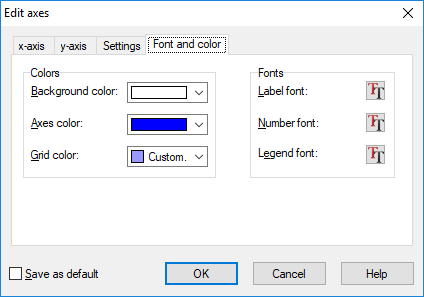 Edit axes
x-axis y-axis Settings Font and color
Colors Fonts
Background color: Label font:
Axes color: Number font:
Grid color: Custom. Legend font:
Save as default OK Cancel Help